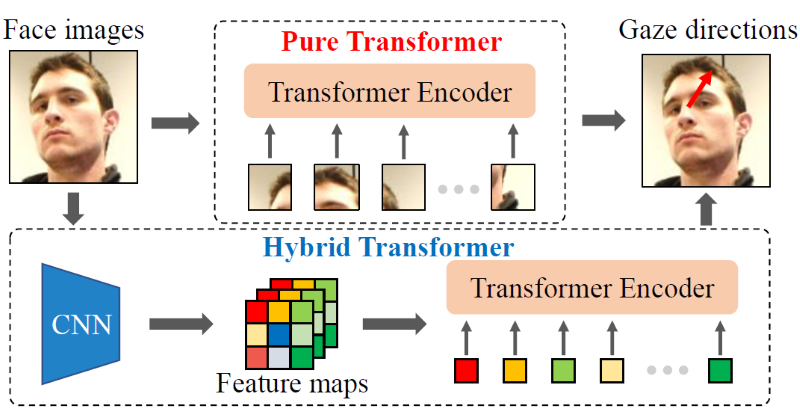 Face images
Pure Transformer
Gaze directions
Transformer Encoder
Hybrid Transformer
CNN
Transformer Encoder
Feature maps